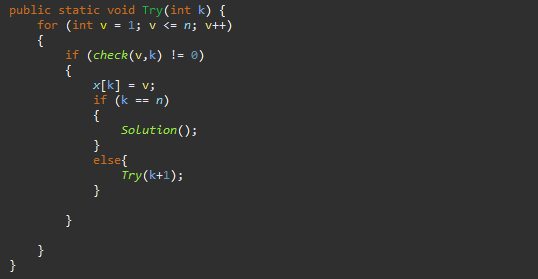 public static void Try(int k) {
    for (int v = 1; v <= n; v++)
    {
        if (check(v,k) != 0)
        {
            x[k] = v;
            if (k == n)
            {
                Solution();
            }
            else{
                Try(k+1);
            }
        }
    }
}